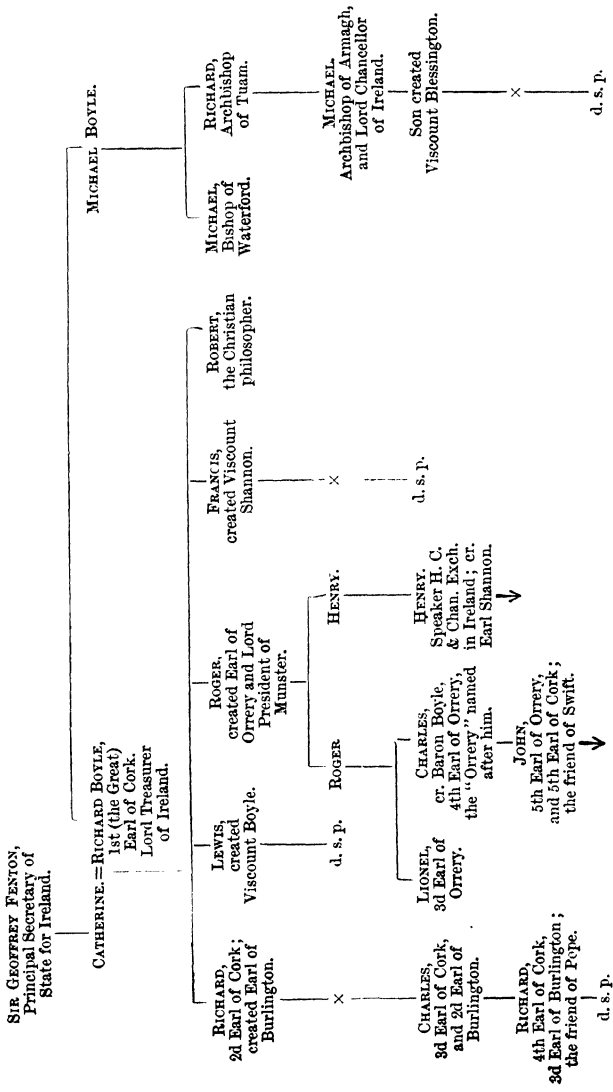 SIR GEOFFREY FENTON,
Principal Secretary of
State for Ireland.
CATHERINE.=RICHARD BOYLE,
1st (the Great)
Earl of Cork.
Lord Treasurer
of Ireland.
MICHAEL BOYLE.
RICHARD,
2d Earl of Cork;
created Earl of
Burlington.
LEWIS,
created
Viscount Boyle.
ROGER,
created Earl of
Orrery and Lord
President of
Munster.
FRANCIS,
created Viscount
Shannon.
ROBERT,
the Christian
philosopher.
MICHAEL,
Bishop of
Waterford.
RICHARD,
Archbishop
of Tuam.
×
d. s. p.
ROGER
HENRY.
×
MICHAEL.
Archbishop of Armagh,
and Lord Chancellor
of Ireland.
CHARLES,
3d Earl of Cork,
and 2d Earl of
Burlington.
LIONEL,
3d Earl of
Orrery.
CHARLES,
cr. Baron Boyle,
4th Earl of Orrery,
the "Orrery" named
after him.
HENRY.
Speaker H. C.
& Chan. Exch.
in Ireland; cr.
Earl Shannon.
d. s. p.
Son created
Viscount Blessington.
RICHARD,
4th Earl of Cork,
3d Earl of Burlington;
the friend of Pope.
JOHN,
5th Earl of Orrery,
and 5th Earl of Cork;
the friend of Swift.
×
d. s. p.
d. s. p.